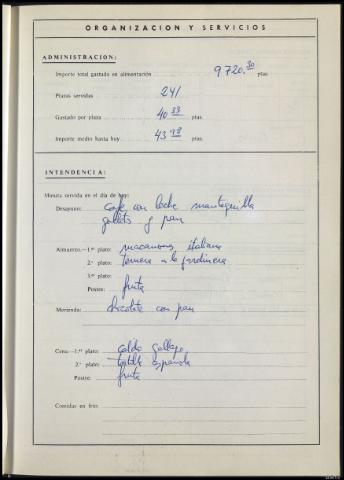 ORGANIZACION Y SERVICIOS
ADMINISTRACION:
Importe total gastado en alimentación 9720.30 ptas.
Plazas servidas 241
Gastado por plaza 40 33 ptas.
Importe medio hasta hoy 43 ptas.
INTENDENCIA:
Minuta servida en el día de hoy:
Desayuno: cafe con leche mantequilla
y pan
Almuerzo.—1.er plato: macarrones italiana
2.º plato: ternera a la jardinera
3.er plato:
Postre: fruta
Merienda: chocolate con pan
Cena.—1.er plato: caldo gallego
2.º plato: tortilla española
Postre: fruta
Comidas en frío: